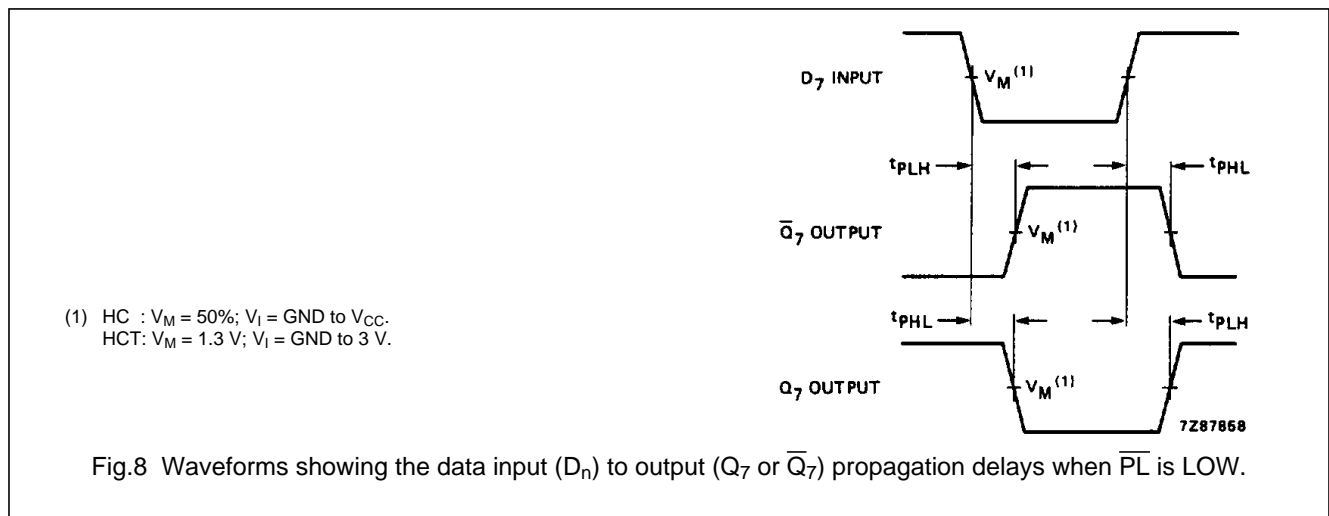 D7 INPUT
VM(1)
tPLH
tPHL
Q̅7 OUTPUT
VM(1)
(1) HC : VM = 50%; VI = GND to VCC.
HCT: VM = 1.3 V; VI = GND to 3 V.
tPHL
tPLH
Q7 OUTPUT
VM(1)
7Z87858
Fig.8 Waveforms showing the data input (Dn) to output (Q7 or Q̅7) propagation delays when P̅L̅ is LOW.